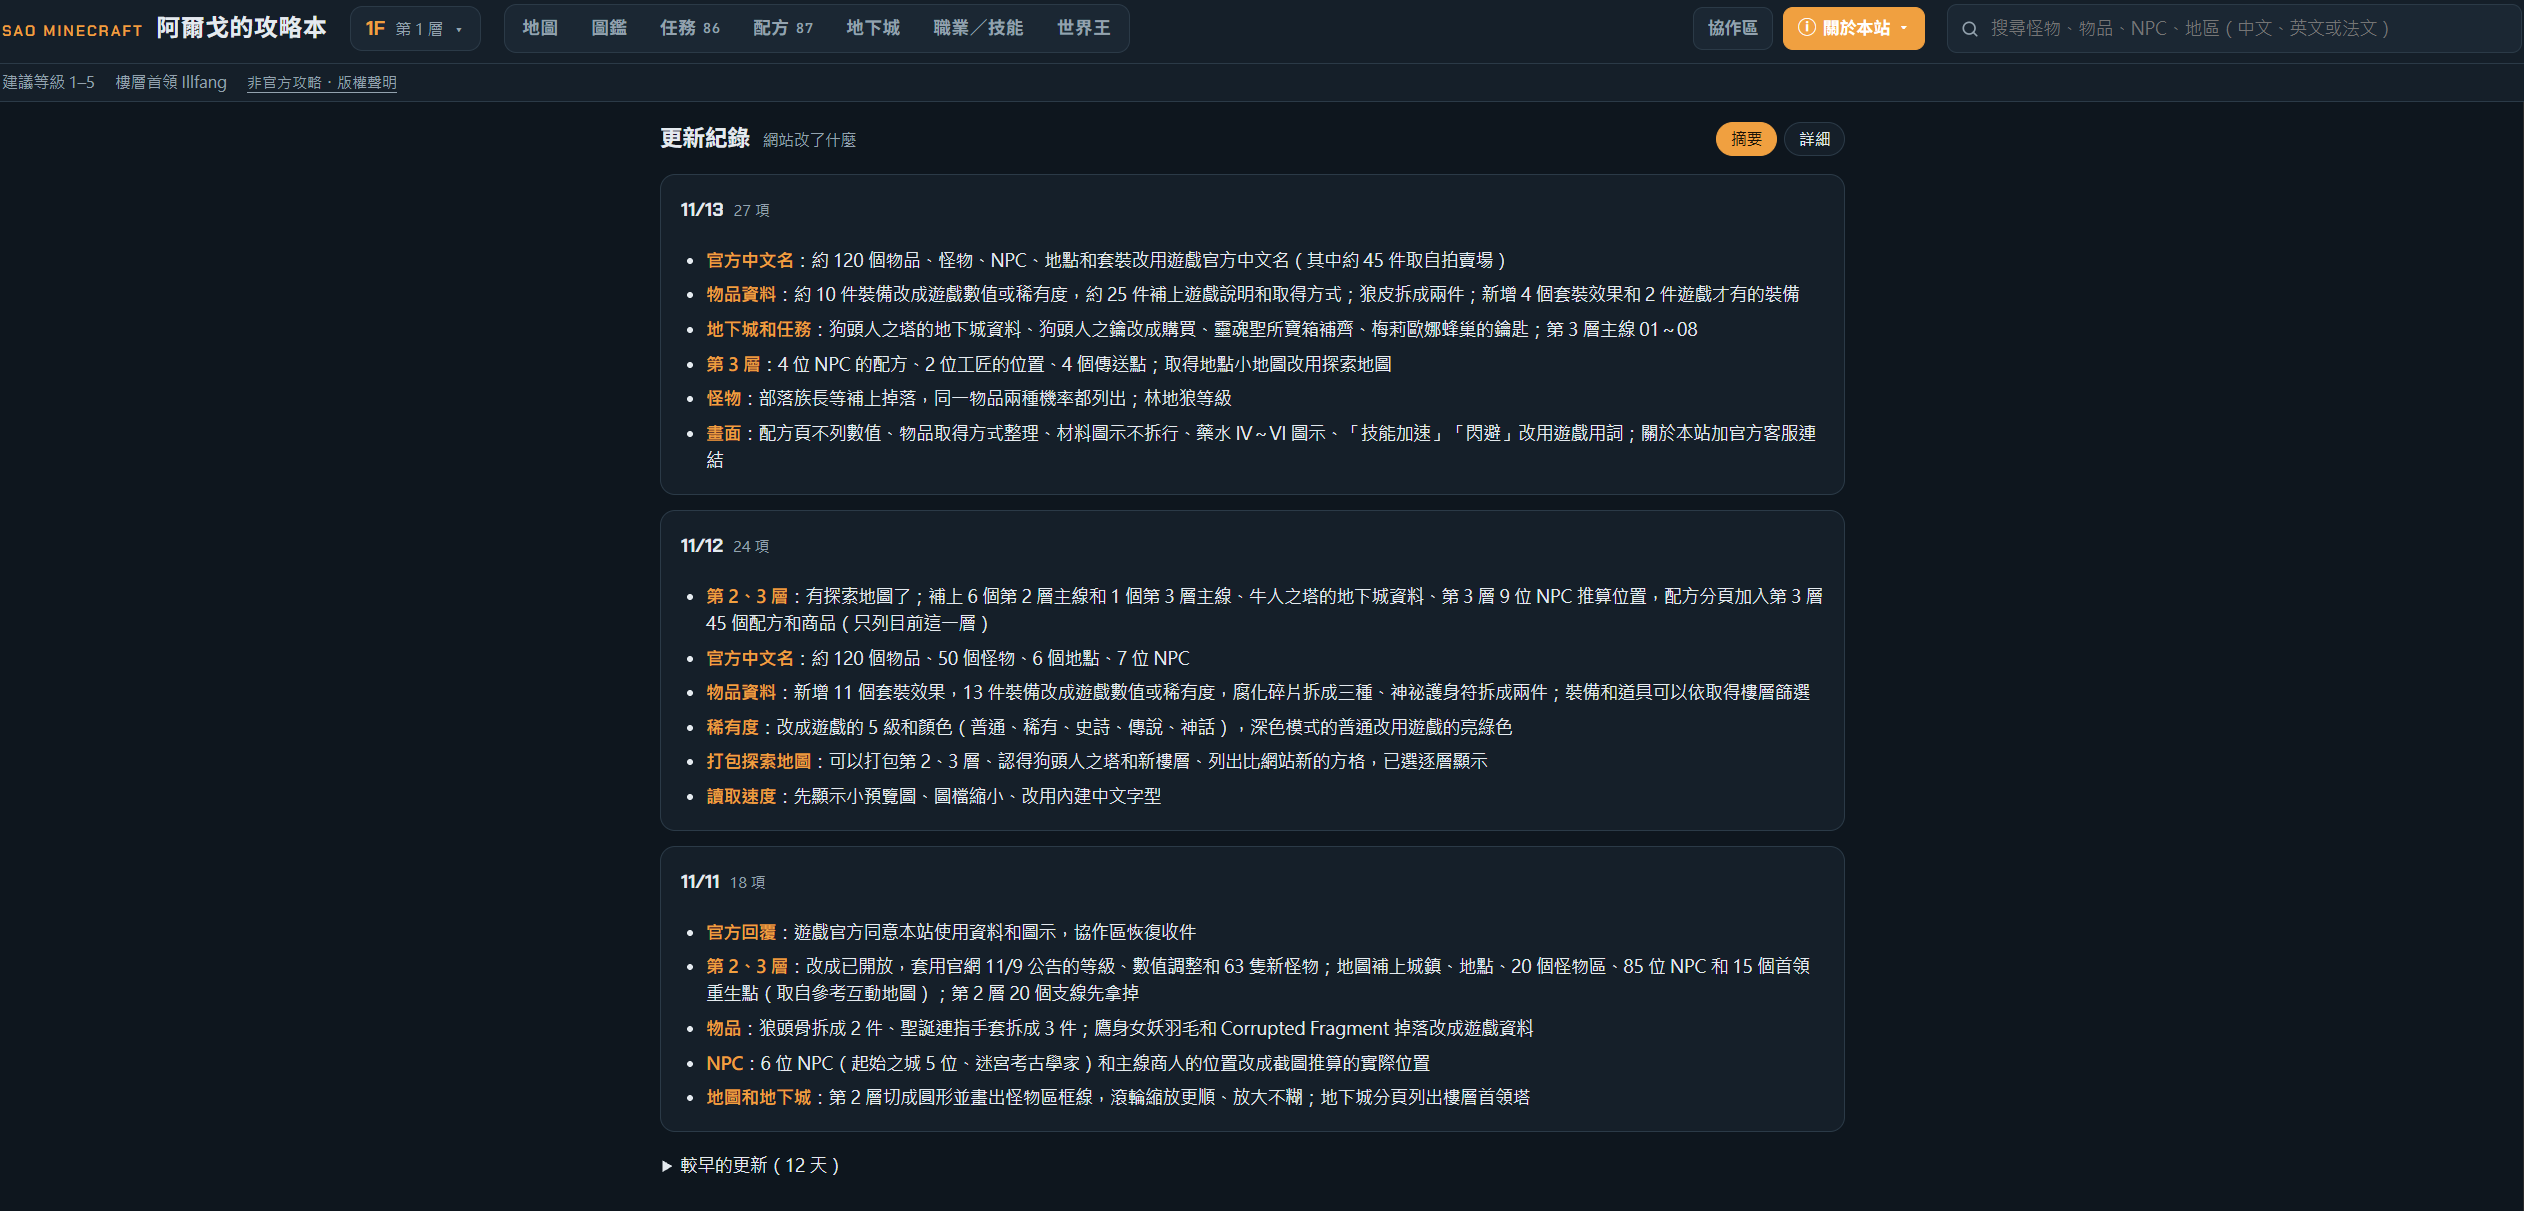 SAO MINECRAFT 阿爾戈的攻略本 1F 第 1 層 地圖 圖鑑 任務 86 配方 87 地下城 職業／技能 世界王 協作區 關於本站 搜尋怪物、物品、NPC、地區（中文、英文或法文）
建議等級 1–5 樓層首領 Illfang 非官方攻略・版權聲明
更新紀錄 網站改了什麼 摘要 詳細
11/13 27 項
官方中文名：約 120 個物品、怪物、NPC、地點和套裝改用遊戲官方中文名（其中約 45 件取自拍賣場）
物品資料：約 10 件裝備改成遊戲數值或稀有度，約 25 件補上遊戲說明和取得方式；狼皮拆成兩件；新增 4 個套裝效果和 2 件遊戲才有的裝備
地下城和任務：狗頭人之塔的地下城資料、狗頭人之鑰改成購買、靈魂聖所寶箱補齊、梅莉歐娜蜂巢的鑰匙；第 3 層主線 01～08
第 3 層：4 位 NPC 的配方、2 位工匠的位置、4 個傳送點；取得地點小地圖改用探索地圖
怪物：部落族長等補上掉落，同一物品兩種機率都列出；林地狼等級
畫面：配方頁不列數值、物品取得方式整理、材料圖示不拆行、藥水 IV～VI 圖示、「技能加速」「閃避」改用遊戲用詞；關於本站加官方客服連
結
11/12 24 項
第 2、3 層：有探索地圖了；補上 6 個第 2 層主線和 1 個第 3 層主線、牛人之塔的地下城資料、第 3 層 9 位 NPC 推算位置，配方分頁加入第 3 層
45 個配方和商品（只列目前這一層）
官方中文名：約 120 個物品、50 個怪物、6 個地點、7 位 NPC
物品資料：新增 11 個套裝效果，13 件裝備改成遊戲數值或稀有度，腐化碎片拆成三種、神祕護身符拆成兩件；裝備和道具可以依取得樓層篩選
稀有度：改成遊戲的 5 級和顏色（普通、稀有、史詩、傳說、神話），深色模式的普通改用遊戲的亮綠色
打包探索地圖：可以打包第 2、3 層、認得狗頭人之塔和新樓層、列出比網站新的方格，已選逐層顯示
讀取速度：先顯示小預覽圖、圖檔縮小、改用內建中文字型
11/11 18 項
官方回覆：遊戲官方同意本站使用資料和圖示，協作區恢復收件
第 2、3 層：改成已開放，套用官網 11/9 公告的等級、數值調整和 63 隻新怪物；地圖補上城鎮、地點、20 個怪物區、85 位 NPC 和 15 個首領
重生點（取自參考互動地圖）；第 2 層 20 個支線先拿掉
物品：狼頭骨拆成 2 件、聖誕連指手套拆成 3 件；鷹身女妖羽毛和 Corrupted Fragment 掉落改成遊戲資料
NPC：6 位 NPC（起始之城 5 位、迷宮考古學家）和主線商人的位置改成截圖推算的實際位置
地圖和地下城：第 2 層切成圓形並畫出怪物區框線，滾輪縮放更順、放大不糊；地下城分頁列出樓層首領塔
較早的更新（12 天）